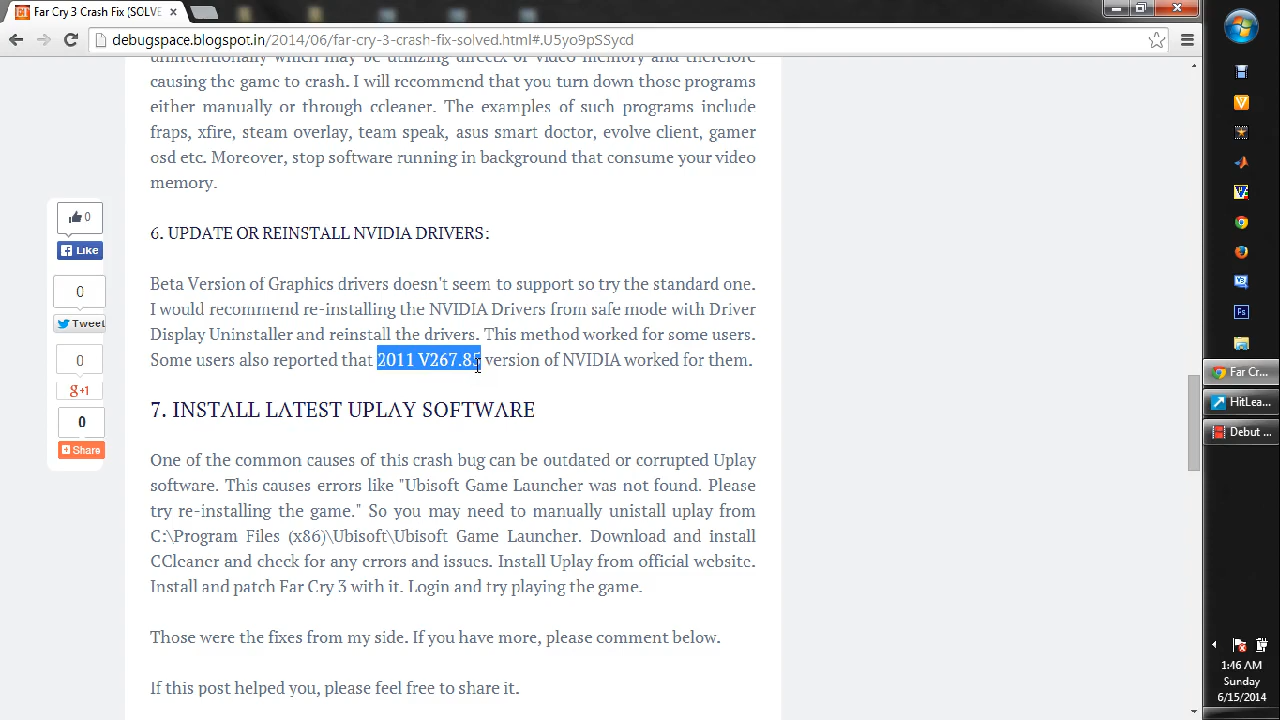 Far Cry 3 Crash Fix (SOLVE
debugspace.blogspot.in/2014/06/far-cry-3-crash-fix-solver.html#.U5yo9pSSycd
unintentionally which may be utilizing directx or video memory and therefore
causing the game to crash. I will recommend that you turn down those programs
either manually or through ccleaner. The examples of such programs include
fraps, xfire, steam overlay, team speak, asus smart doctor, evolve client, gamer
osd etc. Moreover, stop software running in background that consume your video
memory.
0
Like
0
Tweet
0
g+1
0
Share
6. UPDATE OR REINSTALL NVIDIA DRIVERS:
Beta Version of Graphics drivers doesn't seem to support so try the standard one.
I would recommend re-installing the NVIDIA Drivers from safe mode with Driver
Display Uninstaller and reinstall the drivers. This method worked for some users.
Some users also reported that 2011 V267.85 version of NVIDIA worked for them.
7. INSTALL LATEST UPLAY SOFTWARE
One of the common causes of this crash bug can be outdated or corrupted Uplay
software. This causes errors like "Ubisoft Game Launcher was not found. Please
try re-installing the game." So you may need to manually unistall uplay from
C:\Program Files (x86)\Ubisoft\Ubisoft Game Launcher. Download and install
CCleaner and check for any errors and issues. Install Uplay from official website.
Install and patch Far Cry 3 with it. Login and try playing the game.
Those were the fixes from my side. If you have more, please comment below.
If this post helped you, please feel free to share it.
Far Cr...
HitLea...
Debut ...
1:46 AM
Sunday
6/15/2014